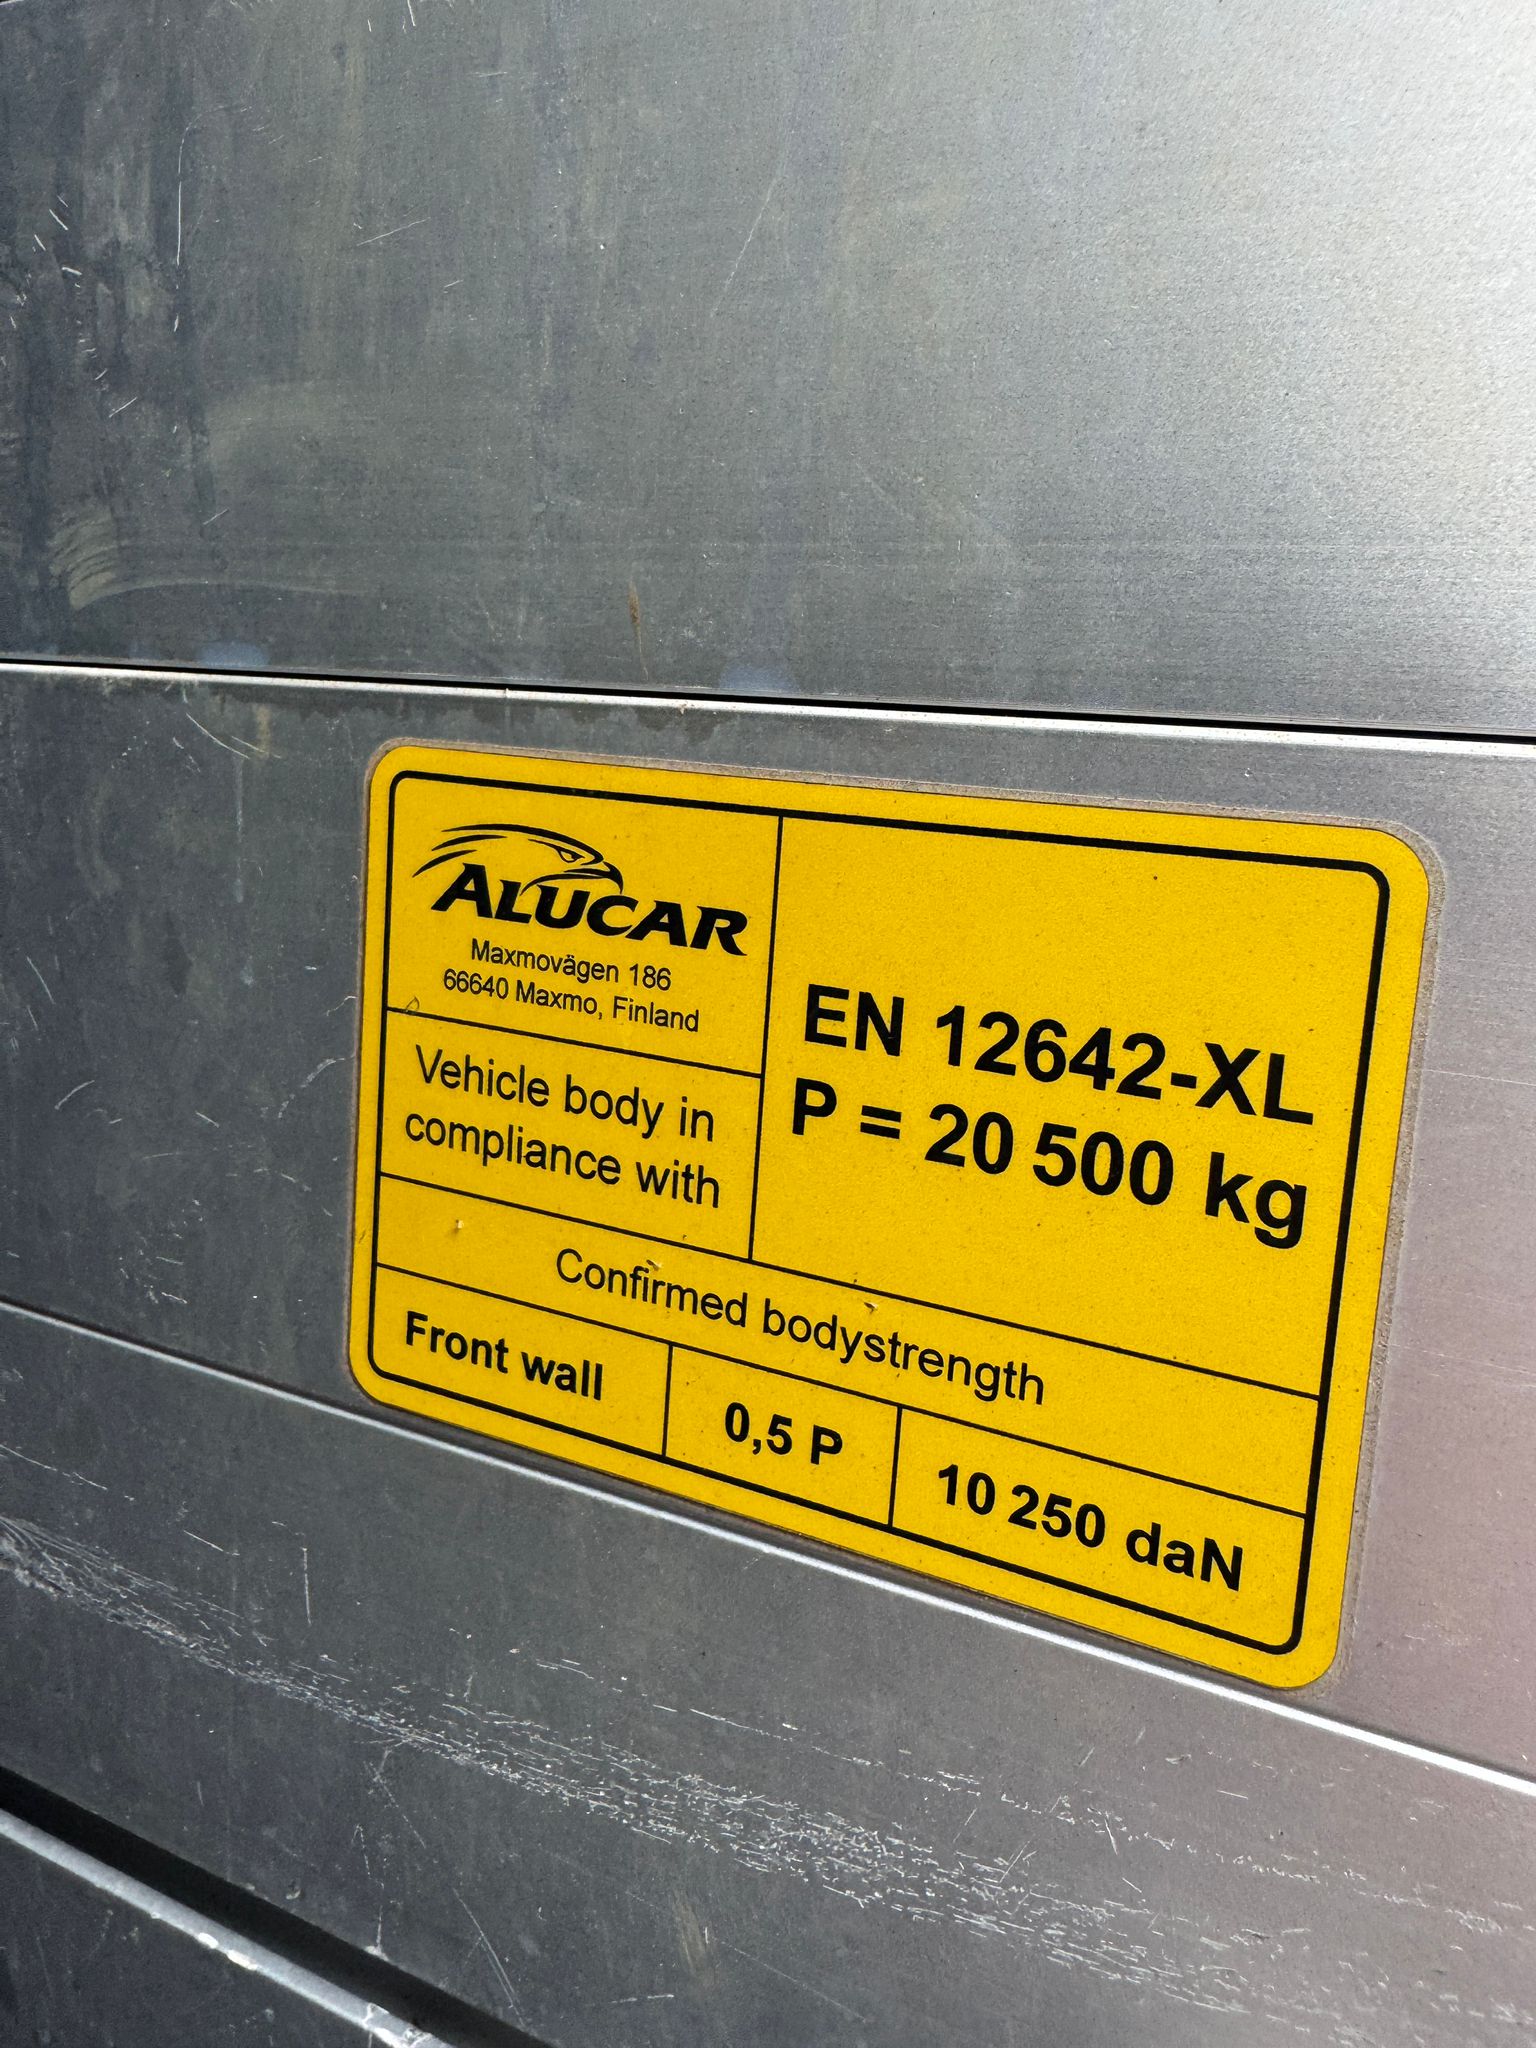 ALUCAR
Maxmovägen 186
66640 Maxmo, Finland
Vehicle body in
compliance with
EN 12642-XL
P = 20 500 kg
Confirmed bodystrength
Front wall
0,5 P
10 250 daN